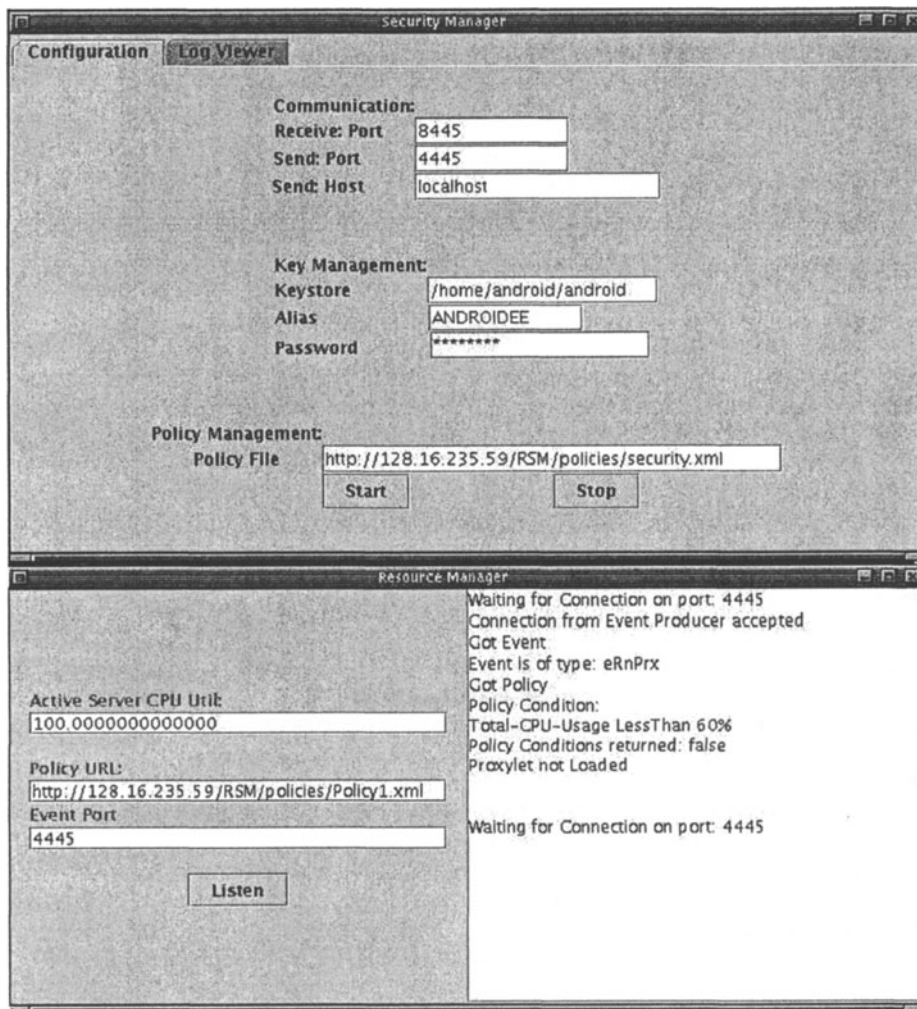 Security Manager
Configuration Log Viewer
Communication:
Receive: Port 8445
Send: Port 4445
Send: Host localhost
Key Management:
Keystore /home/android/android
Alias ANDROIDEE
Password ********
Policy Management:
Policy File http://128.16.235.59/RSM/policies/security.xml
Start Stop
Resource Manager
Active Server CPU Util:
100.0000000000000
Policy URL:
http://128.16.235.59/RSM/policies/Policy1.xml
Event Port
4445
Listen
Waiting for Connection on port: 4445
Connection from Event Producer accepted
Got Event
Event is of type: eRnPrx
Got Policy
Policy Condition:
Total-CPU-Usage LessThan 60%
Policy Conditions returned: false
Proxylet not Loaded
Waiting for Connection on port: 4445